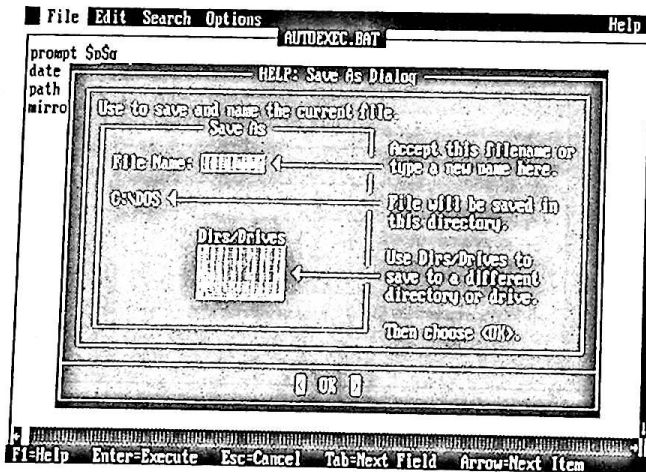 File Edit Search Options Help
AUTOEXEC.BAT
prompt $p$g
date
path
mirro
HELP: Save As Dialog
Use to save and name the current file.
Save As
File Name:
Accept this filename or
type a new name here.
C:\DOS
File will be saved in
this directory.
Dirs/Drives
Use Dirs/Drives to
save to a different
directory or drive.
Then choose <OK>.
< OK >
F1=Help Enter=Execute Esc=Cancel Tab=Next Field Arrow=Next Item